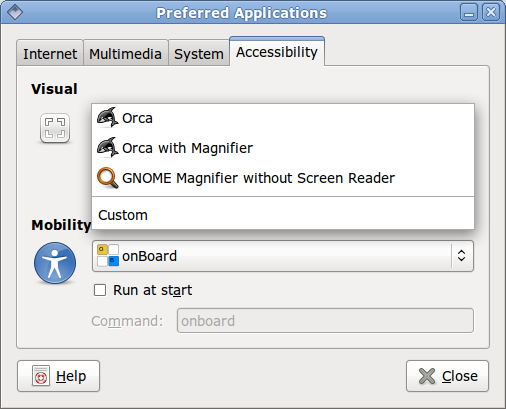 Preferred Applications
Internet Multimedia System Accessibility
Visual
Orca
Orca with Magnifier
GNOME Magnifier without Screen Reader
Custom
Mobility
onBoard
Run at start
Command: onboard
Help Close